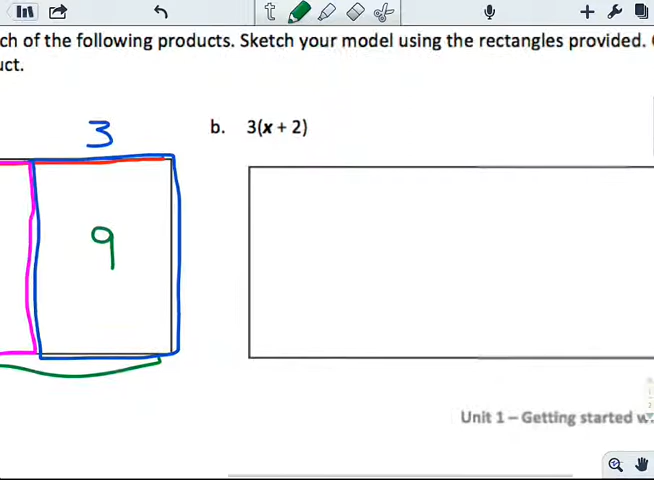 ch of the following products. Sketch your model using the rectangles provided.
uct.
3
b. 3(x + 2)
9
Unit 1 – Getting started w